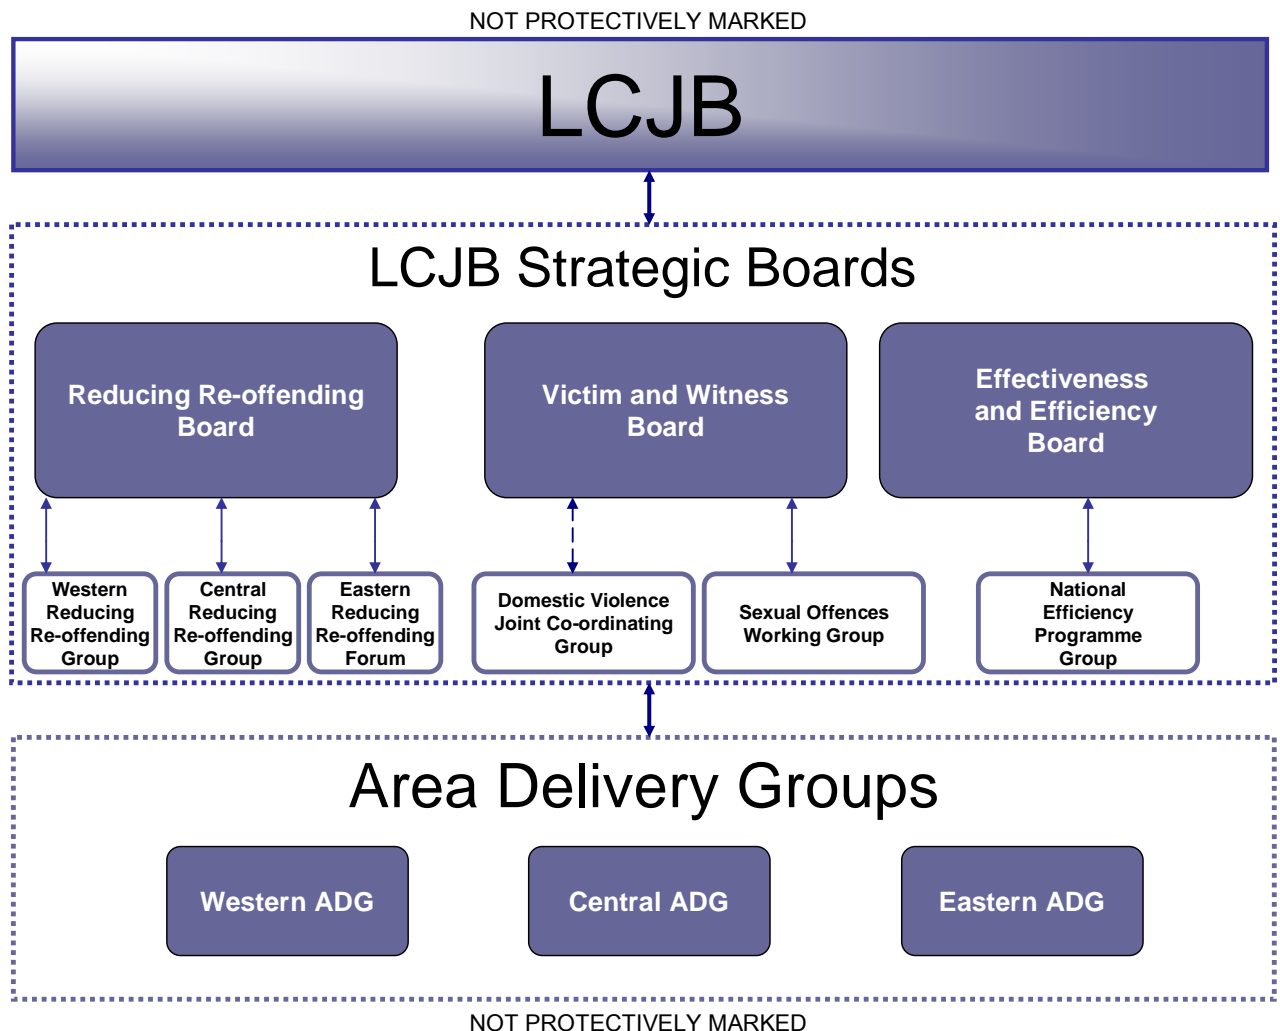 NOT PROTECTIVELY MARKED
LCJB
LCJB Strategic Boards
Reducing Re-offending
Board
Victim and Witness
Board
Effectiveness
and Efficiency
Board
Western
Reducing
Re-offending
Group
Central
Reducing
Re-offending
Group
Eastern
Reducing
Re-offending
Forum
Domestic Violence
Joint Co-ordinating
Group
Sexual Offences
Working Group
National
Efficiency
Programme
Group
Area Delivery Groups
Western ADG
Central ADG
Eastern ADG
NOT PROTECTIVELY MARKED